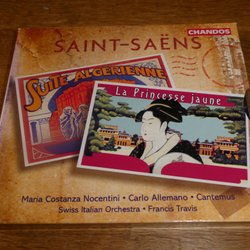 CHANDOS
SAINT-SAËNS
SUITE ALGÉRIENNE
La Princesse jaune
Maria Costanza Nocentini • Carlo Allemano • Cantemus
Swiss Italian Orchestra • Francis Travis